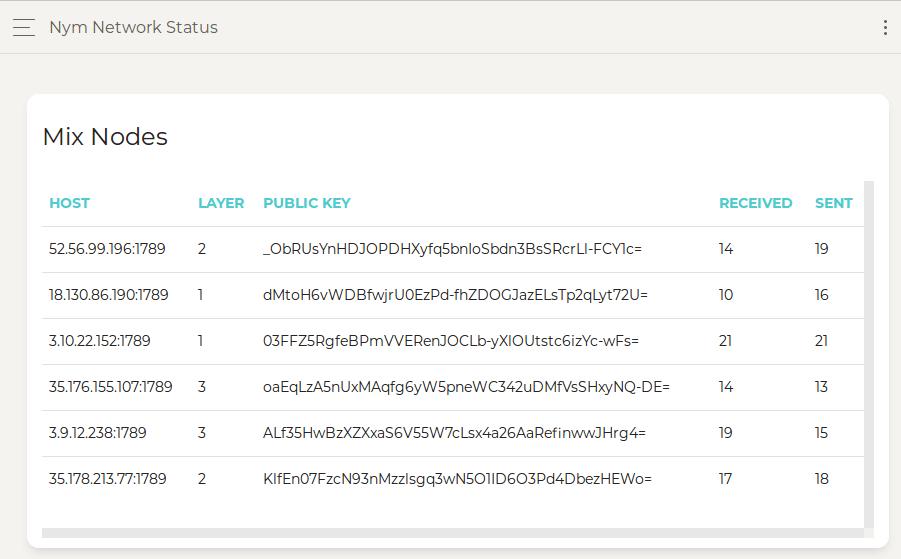 Nym Network Status
Mix Nodes
HOST LAYER PUBLIC KEY RECEIVED SENT
52.56.99.196:1789 2 _ObRUsYnHDJOPDHXyfq5bnloSbdn3BsSRcrLI-FCY1c= 14 19
18.130.86.190:1789 1 dMtoH6vWDBfwjrU0EzPd-fhZDOGJazELsTp2qLyt72U= 10 16
3.10.22.152:1789 1 03FFZ5RgfeBPmVVERenJOCLb-yXlOUtstc6izYc-wFs= 21 21
35.176.155.107:1789 3 oaEqLzA5nUxMAqfg6yW5pneWC342uDMfVsSHxyNQ-DE= 14 13
3.9.12.238:1789 3 ALf35HwBzXZXxaS6V55W7cLsx4a26AaRefinwwJHrg4= 19 15
35.178.213.77:1789 2 KlfEn07FzcN93nMzzlsgq3wN5O1ID6O3Pd4DbezHEWo= 17 18